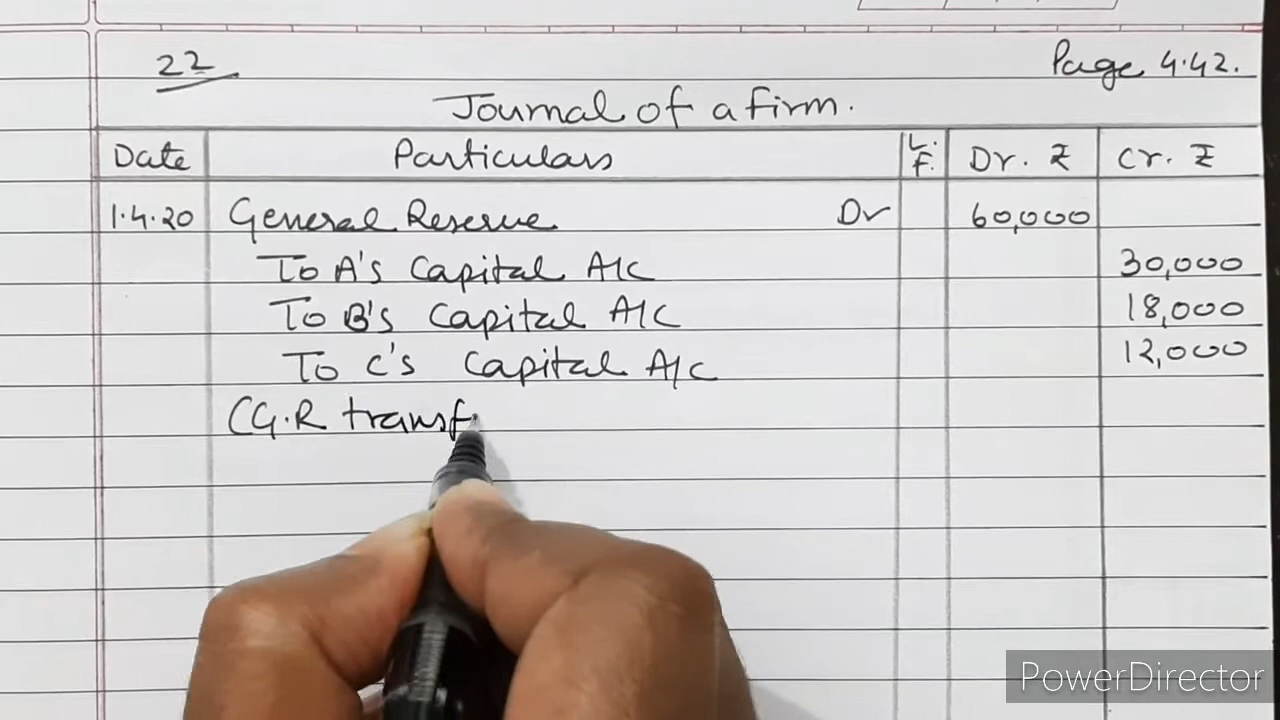 22
Page 4.42.
Journal of a firm.
Date Particulars L.F. Dr. ₹ Cr. ₹
1.4.20 General Reserve Dr 60,000
To A's Capital A/C 30,000
To B's Capital A/C 18,000
To C's Capital A/C 12,000
(G.R transf
PowerDirector